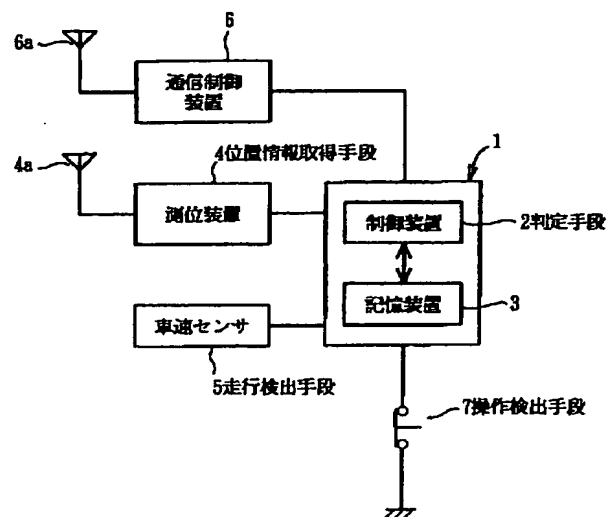 6
6a
通信制御
装置
4位置情報取得手段
1
4a
測位装置
制御装置
2判定手段
記憶装置
3
車速センサ
5走行検出手段
7操作検出手段